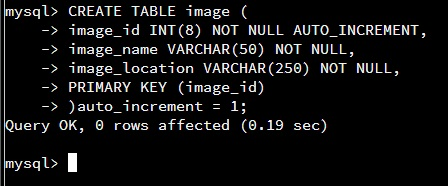 mysql> CREATE TABLE image (
    -> image_id INT(8) NOT NULL AUTO_INCREMENT,
    -> image_name VARCHAR(50) NOT NULL,
    -> image_location VARCHAR(250) NOT NULL,
    -> PRIMARY KEY (image_id)
    -> )auto_increment = 1;
Query OK, 0 rows affected (0.19 sec)
mysql>